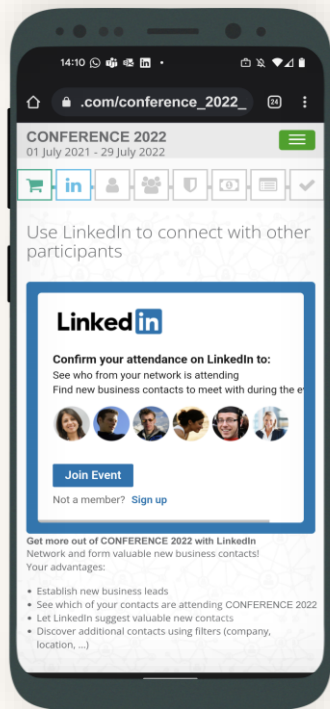 14:10
.com/conference_2022_
24
CONFERENCE 2022
01 July 2021 - 29 July 2022
in
Use LinkedIn to connect with other
participants
Linked in
Confirm your attendance on LinkedIn to:
See who from your network is attending
Find new business contacts to meet with during the e
Join Event
Not a member? Sign up
Get more out of CONFERENCE 2022 with LinkedIn
Network and form valuable new business contacts!
Your advantages:
• Establish new business leads
• See which of your contacts are attending CONFERENCE 2022
• Let LinkedIn suggest valuable new contacts
• Discover additional contacts using filters (company,
location, ...)